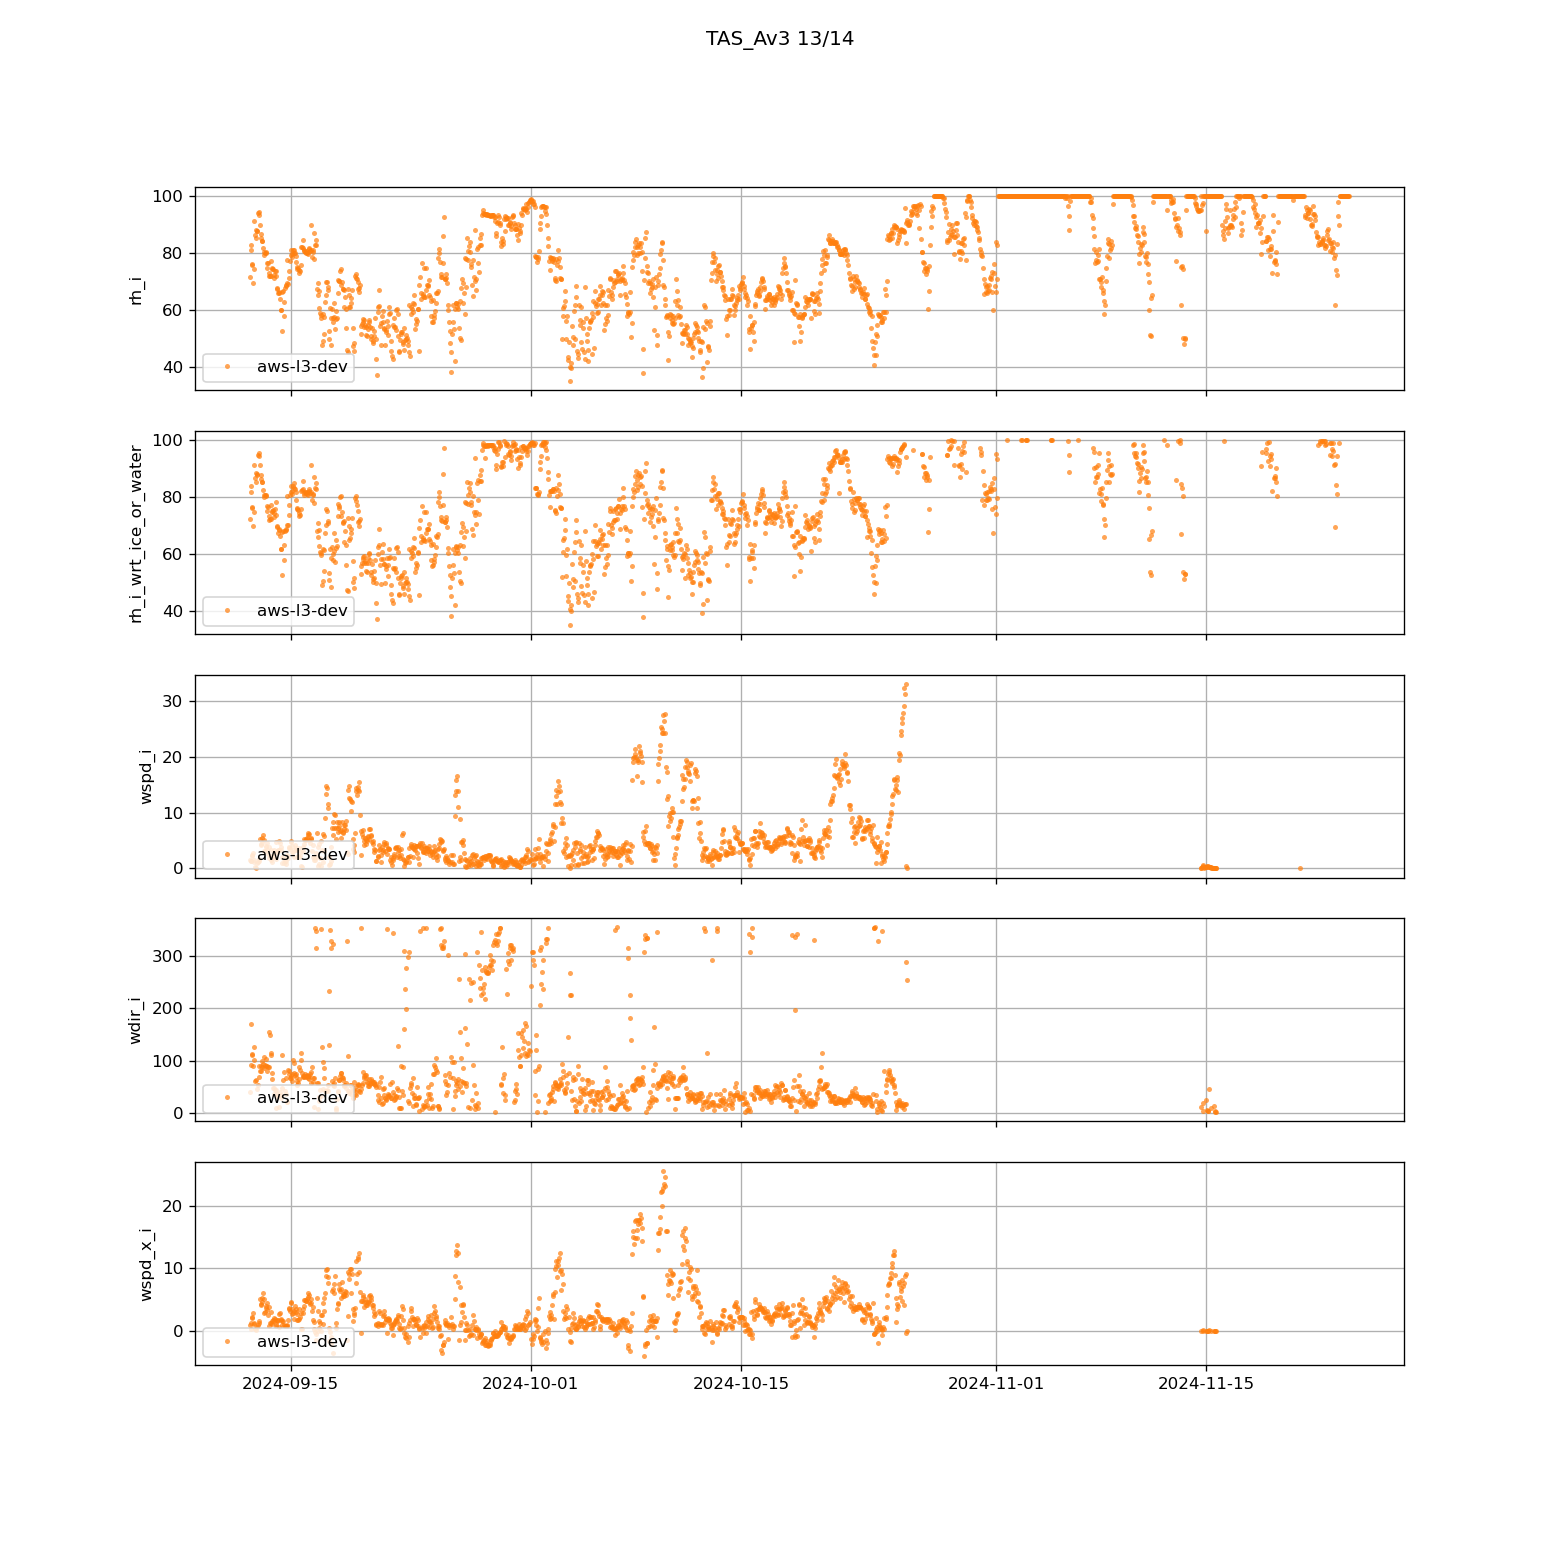 TAS_Av3 13/14
100
80
60
40
rh_i
aws-l3-dev
100
80
60
40
rh_i_wrt_ice_or_water
aws-l3-dev
30
20
10
0
wspd_i
aws-l3-dev
300
200
100
0
wdir_i
aws-l3-dev
20
10
0
wspd_x_i
aws-l3-dev
2024-09-15 2024-10-01 2024-10-15 2024-11-01 2024-11-15